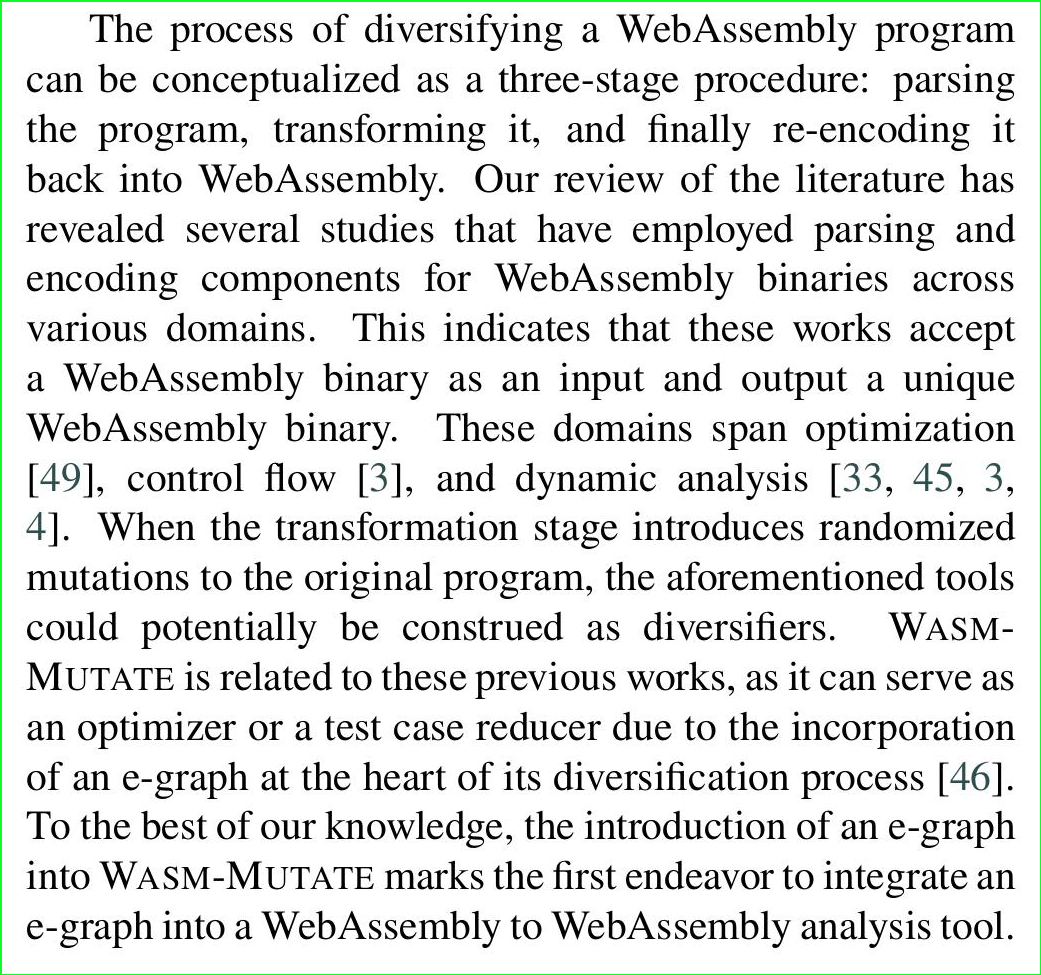 The process of diversifying a WebAssembly program
can be conceptualized as a three-stage procedure: parsing
the program, transforming it, and finally re-encoding it
back into WebAssembly. Our review of the literature has
revealed several studies that have employed parsing and
encoding components for WebAssembly binaries across
various domains. This indicates that these works accept
a WebAssembly binary as an input and output a unique
WebAssembly binary. These domains span optimization
[49], control flow [3], and dynamic analysis [33, 45, 3,
4]. When the transformation stage introduces randomized
mutations to the original program, the aforementioned tools
could potentially be construed as diversifiers. WASM-
MUTATE is related to these previous works, as it can serve as
an optimizer or a test case reducer due to the incorporation
of an e-graph at the heart of its diversification process [46].
To the best of our knowledge, the introduction of an e-graph
into WASM-MUTATE marks the first endeavor to integrate an
e-graph into a WebAssembly to WebAssembly analysis tool.